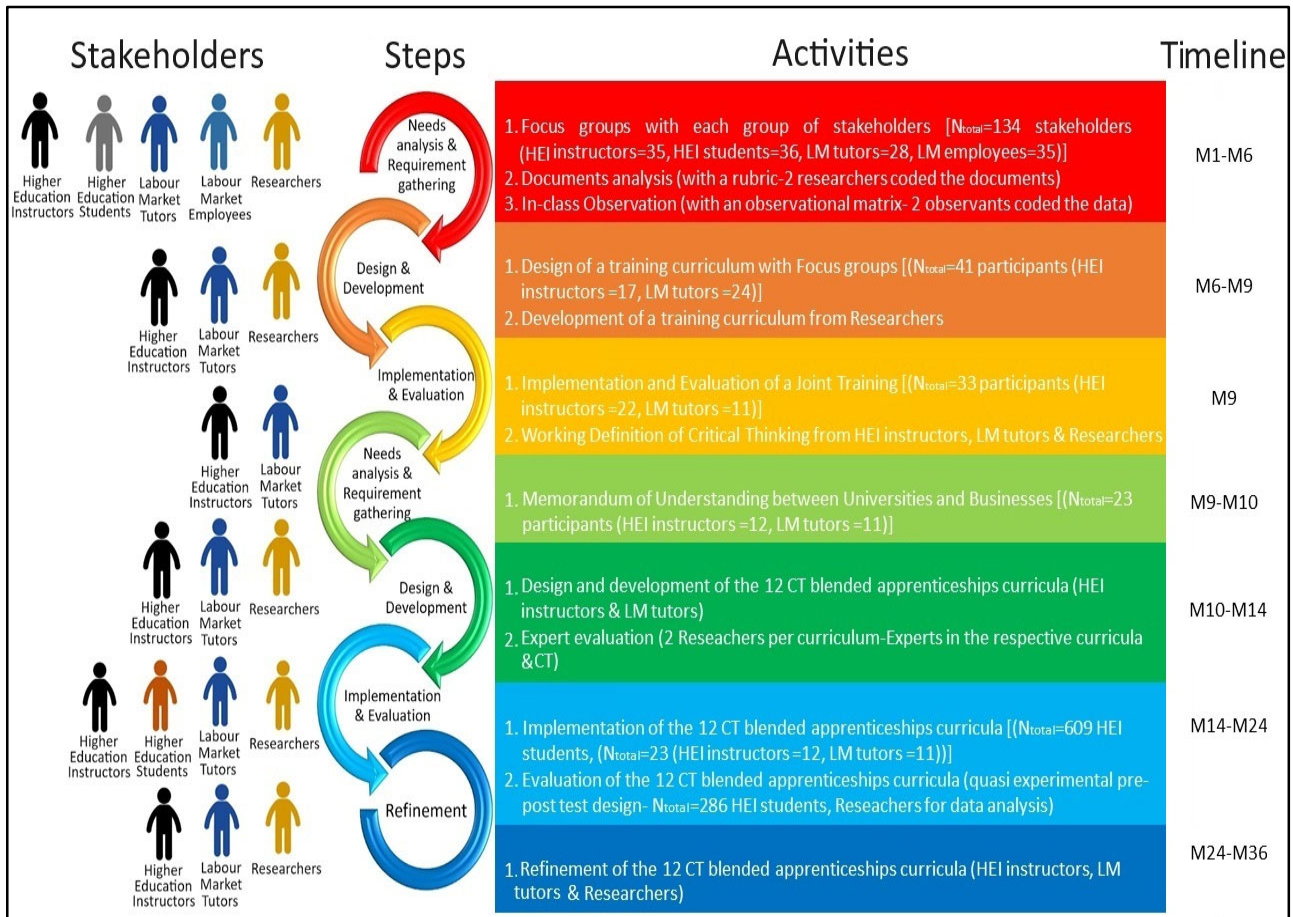 Stakeholders
Steps
Activities
Timeline
Higher
Education
Instructors
Higher
Education
Students
Labour
Market
Tutors
Labour
Market
Employees
Researchers
Needs
analysis &
Requirement
gathering
1. Focus groups with each group of stakeholders [Ntotal=134 stakeholders
(HEI instructors=35, HEI students=36, LM tutors=28, LM employees=35)]
2. Documents analysis (with a rubric-2 researchers coded the documents)
3. In-class Observation (with an observational matrix- 2 observants coded the data)
M1-M6
Higher
Education
Instructors
Labour
Market
Tutors
Researchers
Design &
Development
1. Design of a training curriculum with Focus groups [(Ntotal=41 participants (HEI
instructors =17, LM tutors =24)]
2. Development of a training curriculum from Researchers
M6-M9
Higher
Education
Instructors
Labour
Market
Tutors
Implementation
& Evaluation
1. Implementation and Evaluation of a Joint Training [(Ntotal=33 participants (HEI
instructors =22, LM tutors =11)]
2. Working Definition of Critical Thinking from HEI instructors, LM tutors & Researchers
M9
Higher
Education
Instructors
Labour
Market
Tutors
Researchers
Needs
analysis &
Requirement
gathering
1. Memorandum of Understanding between Universities and Businesses [(Ntotal=23
participants (HEI instructors =12, LM tutors =11)]
M9-M10
Design &
Development
1. Design and development of the 12 CT blended apprenticeships curricula (HEI
instructors & LM tutors)
2. Expert evaluation (2 Reseachers per curriculum-Experts in the respective curricula
&CT)
M10-M14
Higher
Education
Instructors
Higher
Education
Students
Labour
Market
Tutors
Researchers
Implementation
& Evaluation
1. Implementation of the 12 CT blended apprenticeships curricula [(Ntotal=609 HEI
students, (Ntotal=23 (HEI instructors =12, LM tutors =11))]
2. Evaluation of the 12 CT blended apprenticeships curricula (quasi experimental pre-
post test design- Ntotal=286 HEI students, Reseachers for data analysis)
M14-M24
Higher
Education
Instructors
Labour
Market
Tutors
Researchers
Refinement
1. Refinement of the 12 CT blended apprenticeships curricula (HEI instructors, LM
tutors & Researchers)
M24-M36